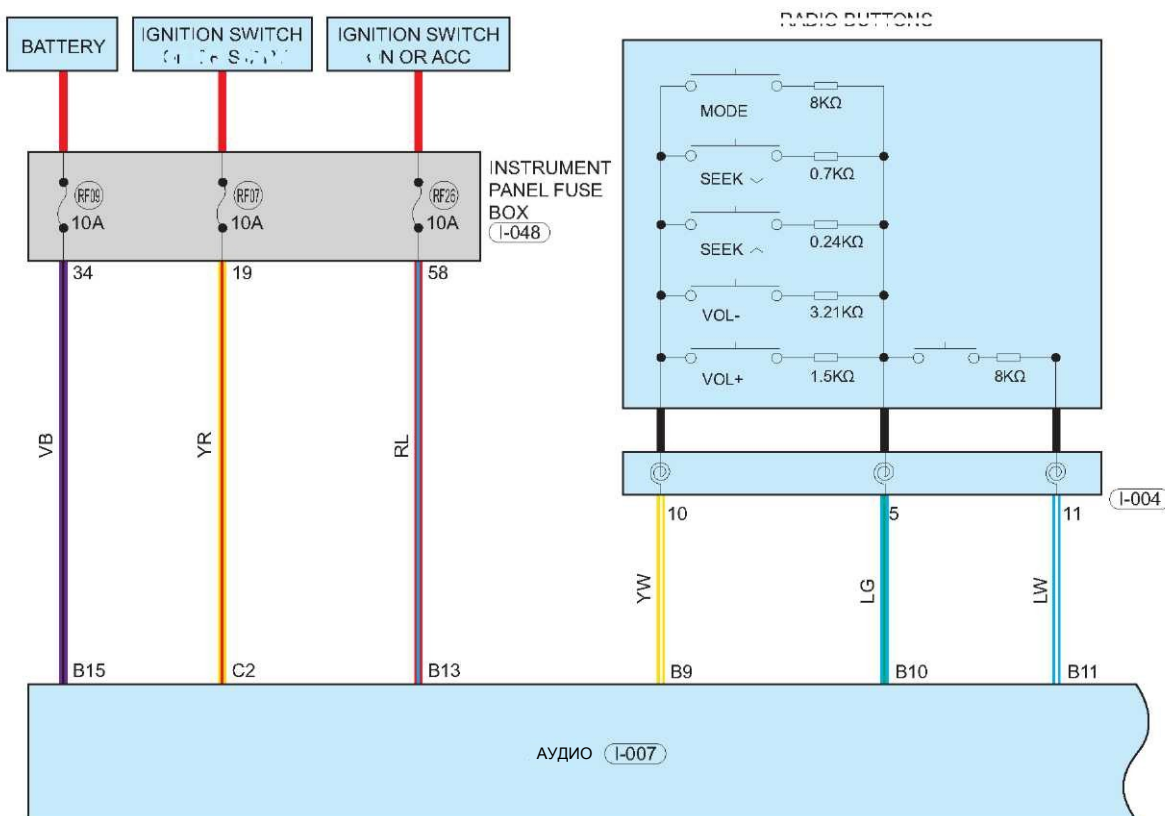 RADIO BUTTONS
BATTERY
IGNITION SWITCH
IGNITION SWITCH
ON OR ACC
8KΩ
MODE
0.7KΩ
SEEK
0.24KΩ
SEEK
3.21KΩ
VOL-
1.5KΩ
VOL+
8KΩ
RF09
10A
RF07
10A
RF26
10A
INSTRUMENT
PANEL FUSE
BOX
I-048
34
19
58
I-004
10
5
11
VB
YR
RL
YW
LG
LW
B15
C2
B13
B9
B10
B11
АУДИО I-007